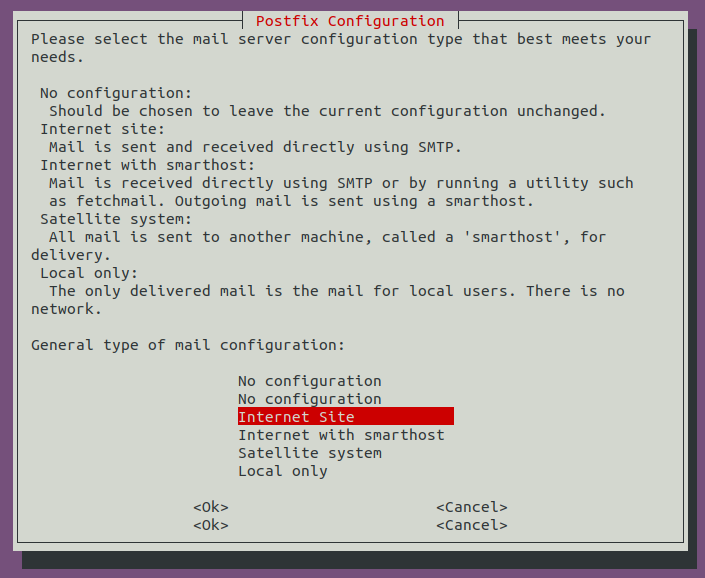 Postfix Configuration
Please select the mail server configuration type that best meets your
needs.
No configuration:
Should be chosen to leave the current configuration unchanged.
Internet site:
Mail is sent and received directly using SMTP.
Internet with smarthost:
Mail is received directly using SMTP or by running a utility such
as fetchmail. Outgoing mail is sent using a smarthost.
Satellite system:
All mail is sent to another machine, called a 'smarthost', for
delivery.
Local only:
The only delivered mail is the mail for local users. There is no
network.
General type of mail configuration:
No configuration
No configuration
Internet Site
Internet with smarthost
Satellite system
Local only
<Ok> <Cancel>
<Ok> <Cancel>